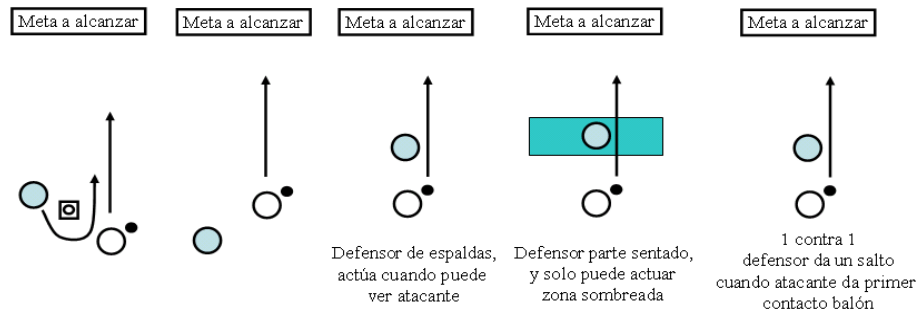 Meta a alcanzar
Meta a alcanzar
Meta a alcanzar
Meta a alcanzar
Meta a alcanzar
Defensor de espaldas,
actúa cuando puede
ver atacante
Defensor parte sentado,
y solo puede actuar
zona sombreada
1 contra 1
defensor da un salto
cuando atacante da primer
contacto balón